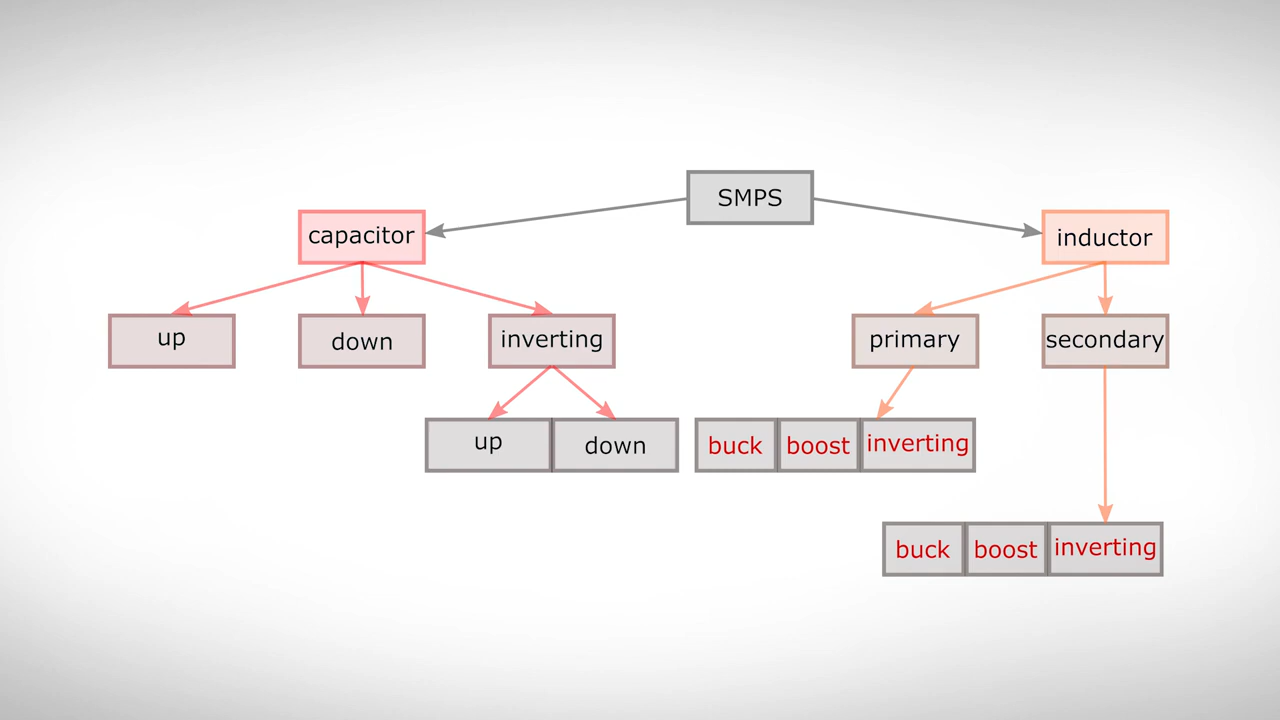 SMPS
capacitor
inductor
up
down
inverting
primary
secondary
up
down
buck
boost
inverting
buck
boost
inverting